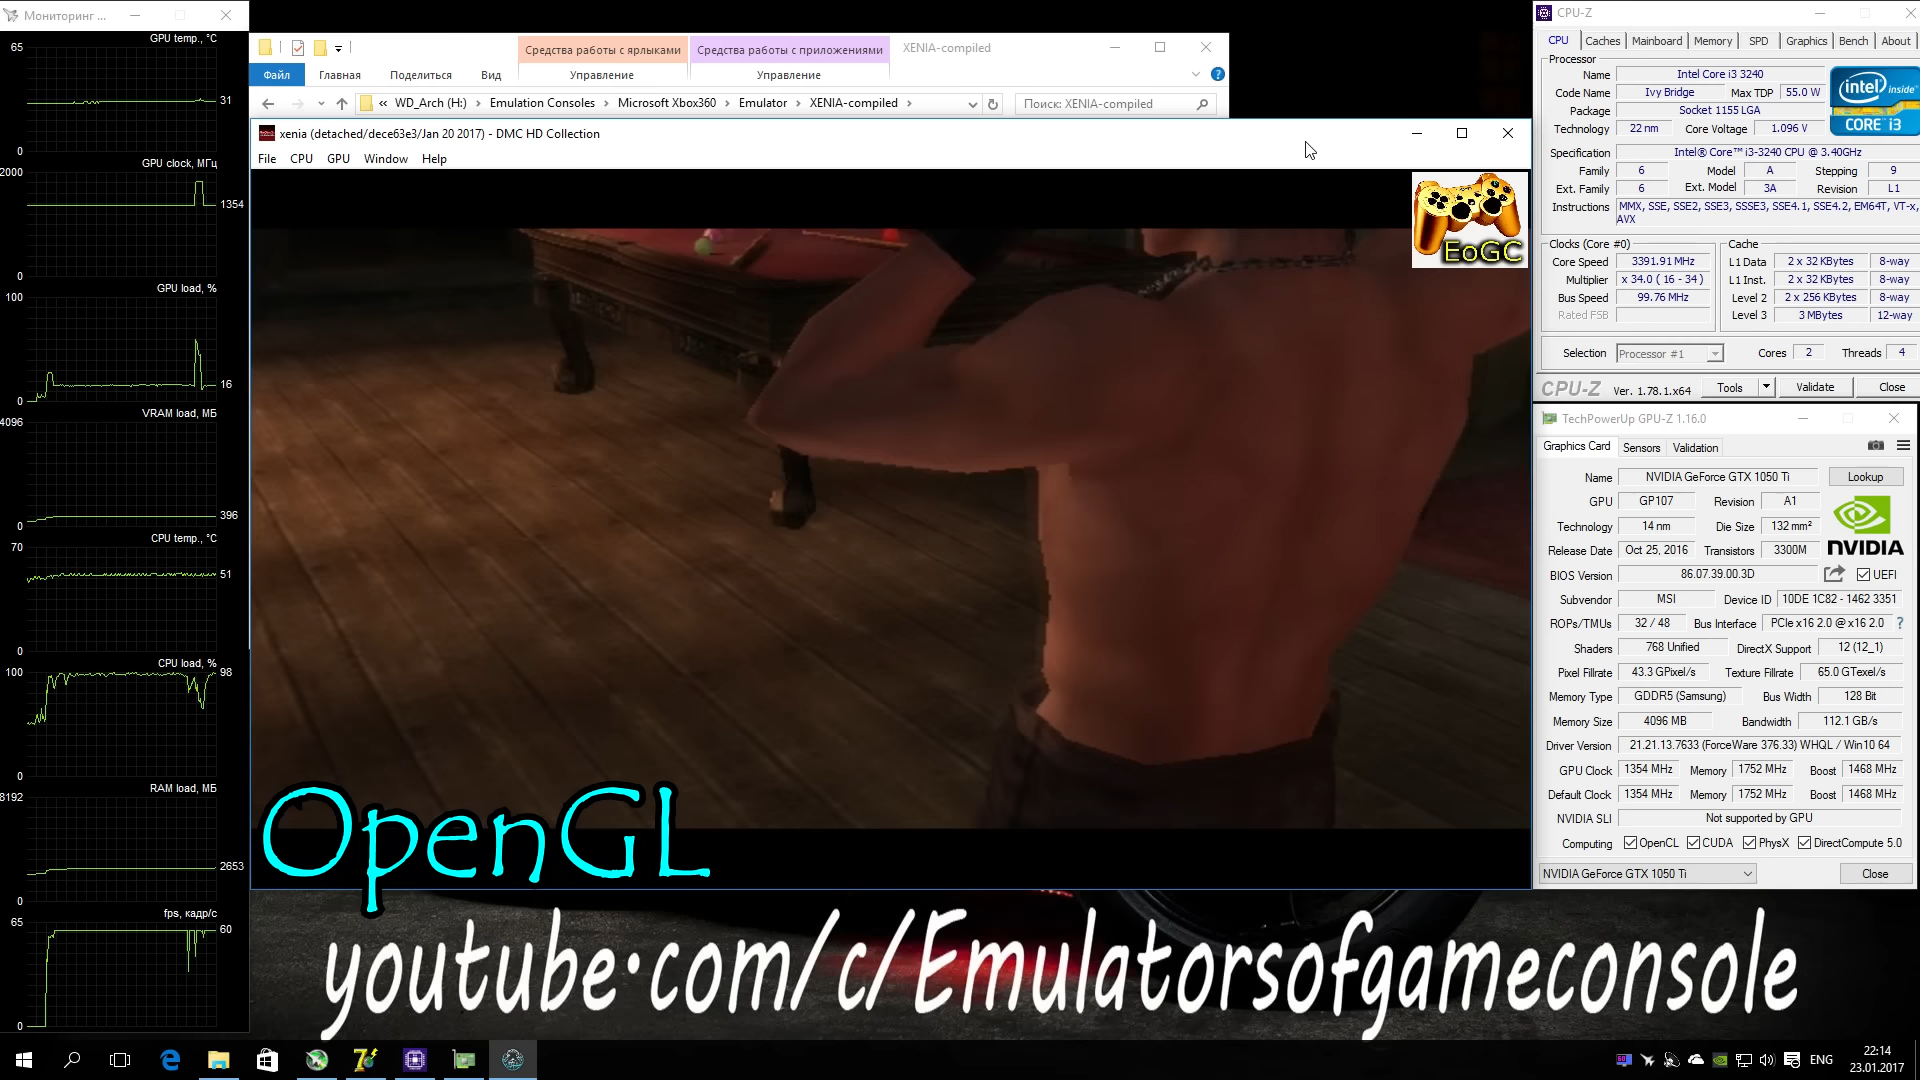 Мониторинг ...
GPU temp., °C
65
31
0
GPU clock, МГц
2000
1354
0
GPU load, %
100
16
0
VRAM load, МБ
4096
396
0
CPU temp., °C
70
51
0
CPU load, %
100
98
0
RAM load, МБ
8192
2653
0
fps, кадр/с
65
60
0
Средства работы с ярлыками
Средства работы с приложениями
XENIA-compiled
Файл
Главная
Поделиться
Вид
Управление
Управление
« WD_Arch (H:) > Emulation Consoles > Microsoft Xbox360 > Emulator > XENIA-compiled >
Поиск: XENIA-compiled
xenia (detached/dece63e3/Jan 20 2017) - DMC HD Collection
File CPU GPU Window Help
EoGC
OpenGL
youtube.com/c/Emulatorsofgameconsole
CPU-Z
CPU Caches Mainboard Memory SPD Graphics Bench About
Processor
Name Intel Core i3 3240
Code Name Ivy Bridge Max TDP 55.0 W
Package Socket 1155 LGA
Technology 22 nm Core Voltage 1.096 V
intel inside™
CORE i3
Specification Intel® Core™ i3-3240 CPU @ 3.40GHz
Family 6 Model A Stepping 9
Ext. Family 6 Ext. Model 3A Revision L1
Instructions MMX, SSE, SSE2, SSE3, SSSE3, SSE4.1, SSE4.2, EM64T, VT-x,
AVX
Clocks (Core #0)
Core Speed 3391.91 MHz
Multiplier x 34.0 ( 16 - 34 )
Bus Speed 99.76 MHz
Rated FSB
Cache
L1 Data 2 x 32 KBytes 8-way
L1 Inst. 2 x 32 KBytes 8-way
Level 2 2 x 256 KBytes 8-way
Level 3 3 MBytes 12-way
Selection Processor #1 Cores 2 Threads 4
CPU-Z Ver. 1.78.1.x64 Tools Validate Close
TechPowerUp GPU-Z 1.16.0
Graphics Card Sensors Validation
Name NVIDIA GeForce GTX 1050 Ti Lookup
GPU GP107 Revision A1
Technology 14 nm Die Size 132 mm²
Release Date Oct 25, 2016 Transistors 3300M
NVIDIA
BIOS Version 86.07.39.00.3D UEFI
Subvendor MSI Device ID 10DE 1C82 - 1462 3351
ROPs/TMUs 32 / 48 Bus Interface PCIe x16 2.0 @ x16 2.0 ?
Shaders 768 Unified DirectX Support 12 (12_1)
Pixel Fillrate 43.3 GPixel/s Texture Fillrate 65.0 GTexel/s
Memory Type GDDR5 (Samsung) Bus Width 128 Bit
Memory Size 4096 MB Bandwidth 112.1 GB/s
Driver Version 21.21.13.7633 (ForceWare 376.33) WHQL / Win10 64
GPU Clock 1354 MHz Memory 1752 MHz Boost 1468 MHz
Default Clock 1354 MHz Memory 1752 MHz Boost 1468 MHz
NVIDIA SLI Not supported by GPU
Computing OpenCL CUDA PhysX DirectCompute 5.0
NVIDIA GeForce GTX 1050 Ti Close
ENG
22:14
23.01.2017